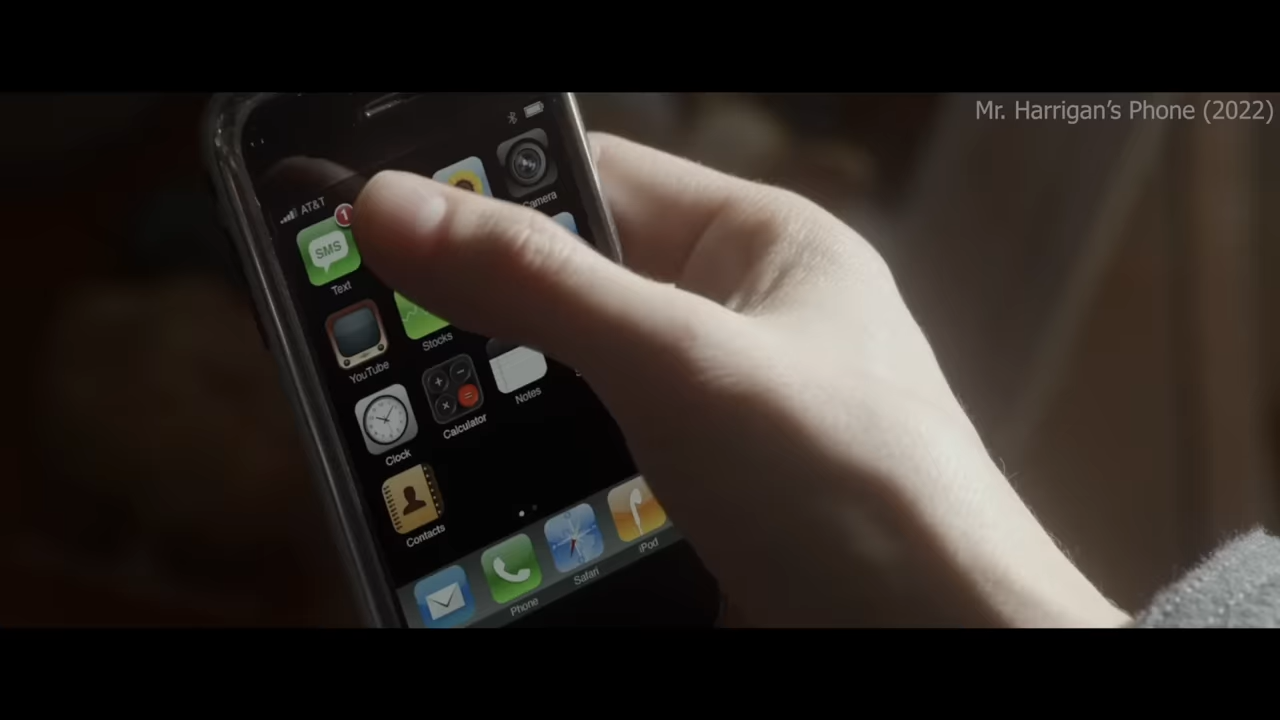 Mr. Harrigan's Phone (2022)
AT&T
1
Camera
SMS
Text
Stocks
YouTube
Notes
Calculator
Clock
Contacts
Safari
iPod
Phone